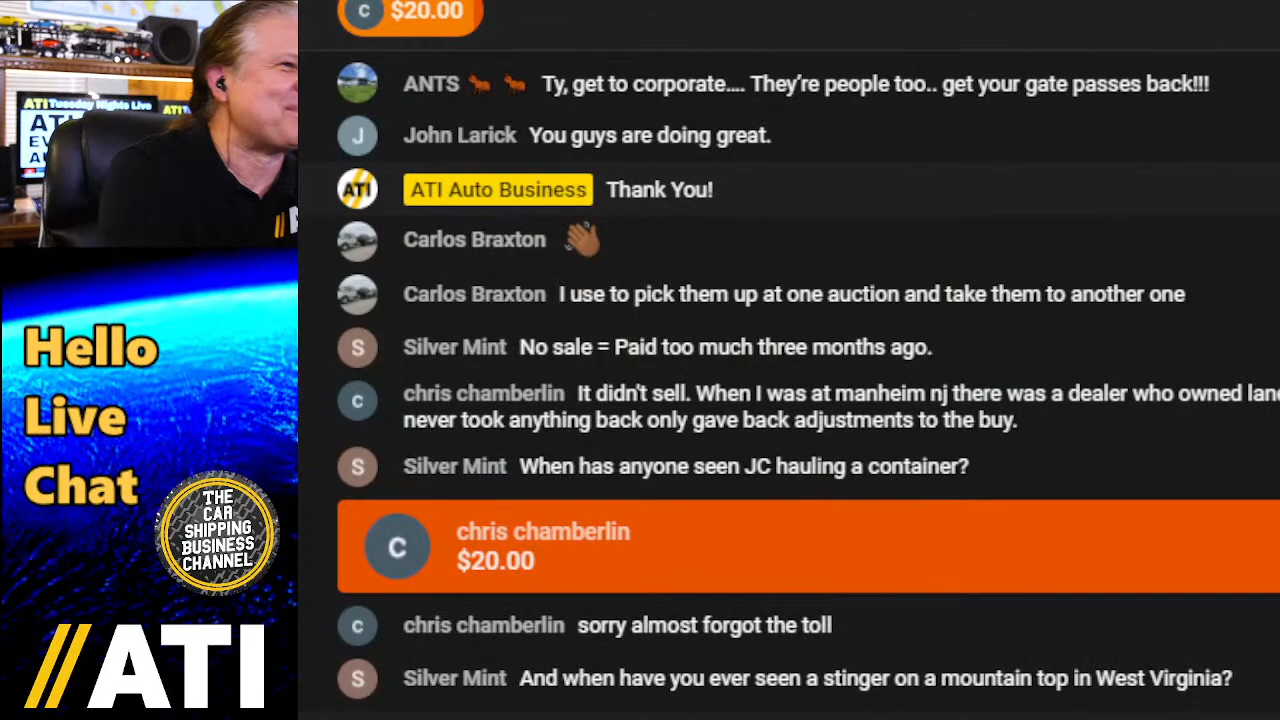 C $20.00
ANTS Ty, get to corporate.... They're people too.. get your gate passes back!!!
J John Larick You guys are doing great.
ATI ATI Auto Business Thank You!
Carlos Braxton
Carlos Braxton I use to pick them up at one auction and take them to another one
S Silver Mint No sale = Paid too much three months ago.
c chris chamberlin It didn't sell. When I was at manheim nj there was a dealer who owned
never took anything back only gave back adjustments to the buy.
S Silver Mint When has anyone seen JC hauling a container?
C chris chamberlin
$20.00
c chris chamberlin sorry almost forgot the toll
S Silver Mint And when have you ever seen a stinger on a mountain top in West Virginia?
ATI Tuesday Nights Live
ATI
Hello
Live
Chat
THE
CAR
SHIPPING
BUSINESS
CHANNEL
//ATI